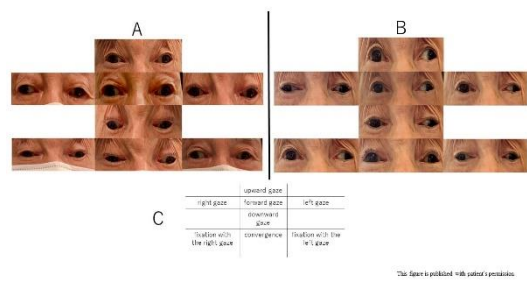 A
B
upward gaze
right gaze forward gaze left gaze
downward
gaze
C
fixation with convergence fixation with the
the right gaze left gaze
This figure is published with patient's permission.